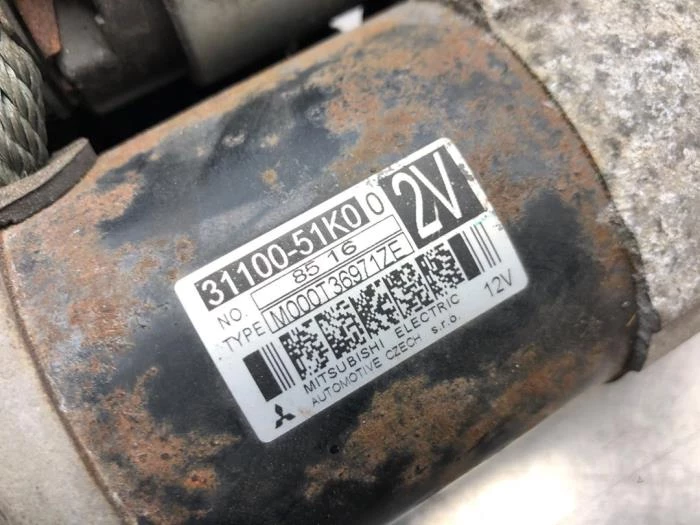 31100-51K0 0
2V
NO. 85 16
TYPE M000T36971ZE
MITSUBISHI ELECTRIC 12V
AUTOMOTIVE CZECH s.r.o.